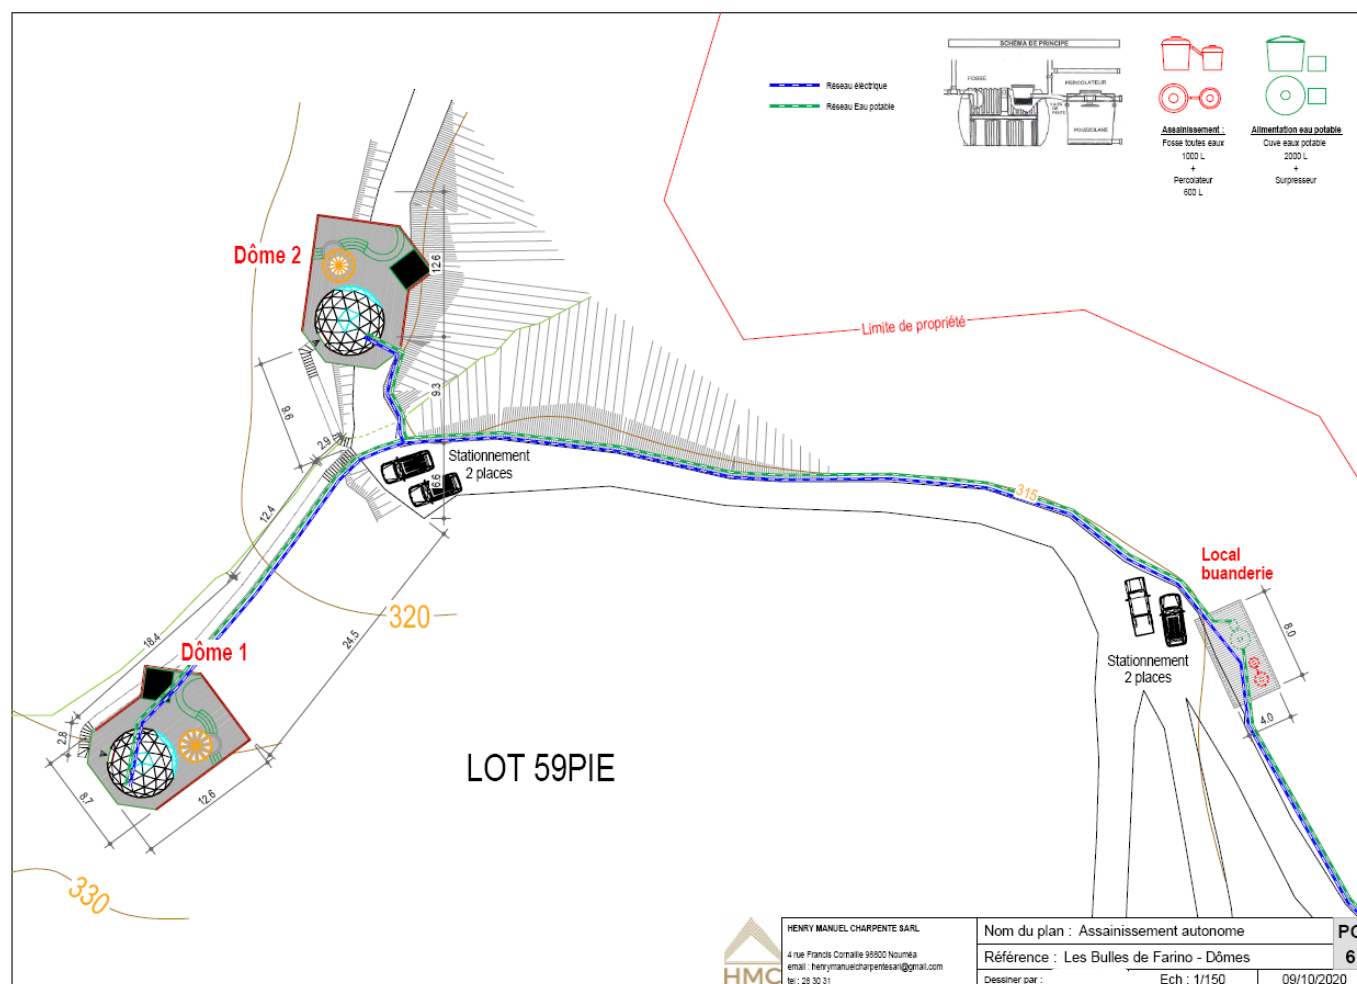 SCHÉMA DE PRINCIPE
FOSSE
PERCOLATEUR
POUZZOLANE
Réseau électrique
Réseau Eau potable
Assainissement :
Fosse toutes eaux
1000 L
+
Percolateur
600 L
Alimentation eau potable
Cuve eaux potable
2000 L
+
Surpresseur
Dôme 2
12.6
Limite de propriété
9.3
9.6
2.9
Stationnement
2 places
6.6
12.4
315
Local
buanderie
8.0
320
24.5
18.4
Dôme 1
Stationnement
2 places
4.0
2.8
LOT 59PIE
8.7
12.6
330
HMC
HENRY MANUEL CHARPENTE SARL
4 rue Francis Cornaille 98800 Nouméa
email : henrymanuelcharpentesarl@gmail.com
tel : 28 30 31
Nom du plan : Assainissement autonome
PC
Référence : Les Bulles de Farino - Dômes
6
Dessiner par :
Ech : 1/150
09/10/2020